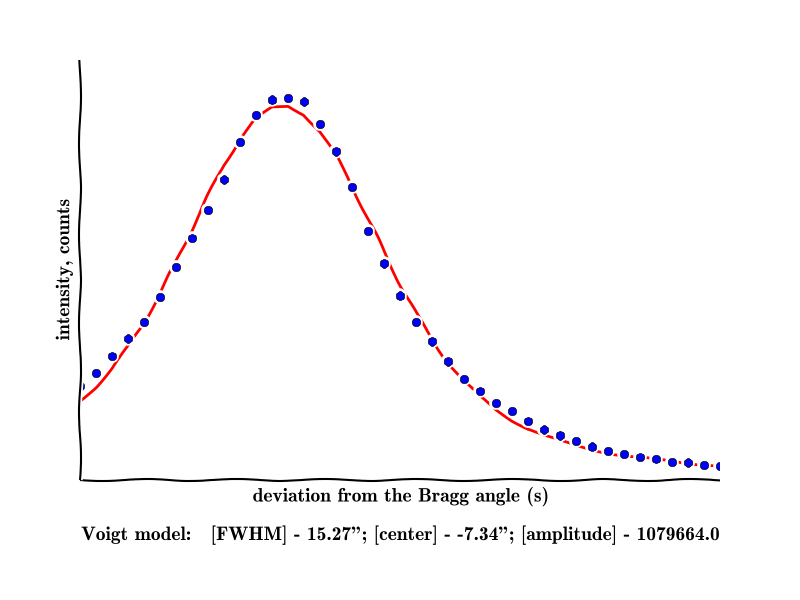 intensity, counts
deviation from the Bragg angle (s)
Voigt model: [FWHM] - 15.27”; [center] - -7.34”; [amplitude] - 1079664.0